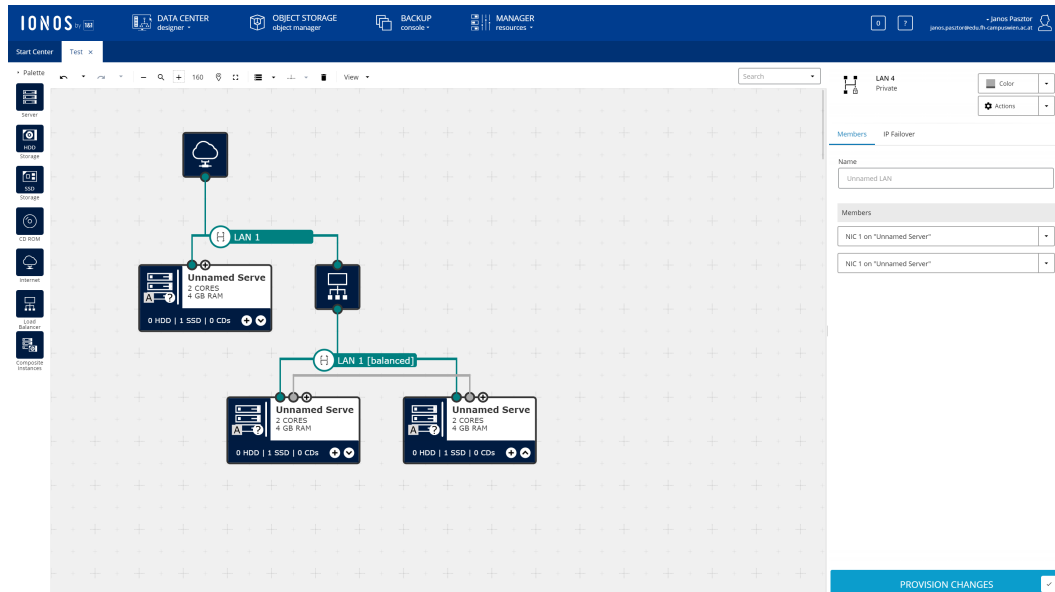 IONOS by 1&1
DATA CENTER
designer
OBJECT STORAGE
object manager
BACKUP
console
MANAGER
resources
0
?
- Janos Pasztor
janos.pasztor@edu.fh-campuswien.ac.at
Start Center
Test ×
Palette
160
View
Search
Server
HDD
Storage
SSD
Storage
CD ROM
Internet
Load
Balancer
Composite
Instances
LAN 1
Unnamed Serve
2 CORES
4 GB RAM
A ?
0 HDD | 1 SSD | 0 CDs
LAN 1 [balanced]
Unnamed Serve
2 CORES
4 GB RAM
A ?
0 HDD | 1 SSD | 0 CDs
Unnamed Serve
2 CORES
4 GB RAM
A ?
0 HDD | 1 SSD | 0 CDs
LAN 4
Private
Color
Actions
Members
IP Failover
Name
Unnamed LAN
Members
NIC 1 on "Unnamed Server"
NIC 1 on "Unnamed Server"
PROVISION CHANGES